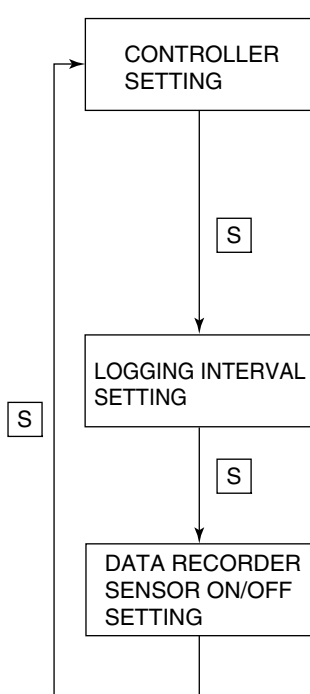 CONTROLLER
SETTING
S
LOGGING INTERVAL
SETTING
S
S
DATA RECORDER
SENSOR ON/OFF
SETTING